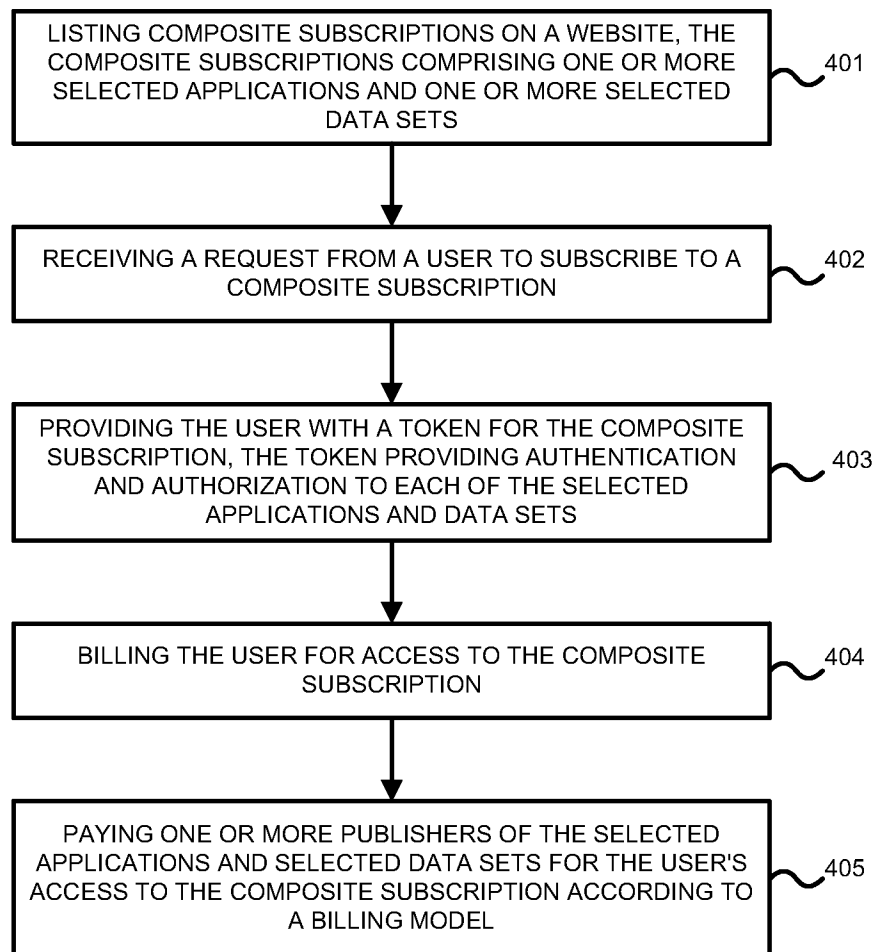 LISTING COMPOSITE SUBSCRIPTIONS ON A WEBSITE, THE
COMPOSITE SUBSCRIPTIONS COMPRISING ONE OR MORE
SELECTED APPLICATIONS AND ONE OR MORE SELECTED
DATA SETS
401
RECEIVING A REQUEST FROM A USER TO SUBSCRIBE TO A
COMPOSITE SUBSCRIPTION
402
PROVIDING THE USER WITH A TOKEN FOR THE COMPOSITE
SUBSCRIPTION, THE TOKEN PROVIDING AUTHENTICATION
AND AUTHORIZATION TO EACH OF THE SELECTED
APPLICATIONS AND DATA SETS
403
BILLING THE USER FOR ACCESS TO THE COMPOSITE
SUBSCRIPTION
404
PAYING ONE OR MORE PUBLISHERS OF THE SELECTED
APPLICATIONS AND SELECTED DATA SETS FOR THE USER'S
ACCESS TO THE COMPOSITE SUBSCRIPTION ACCORDING TO
A BILLING MODEL
405